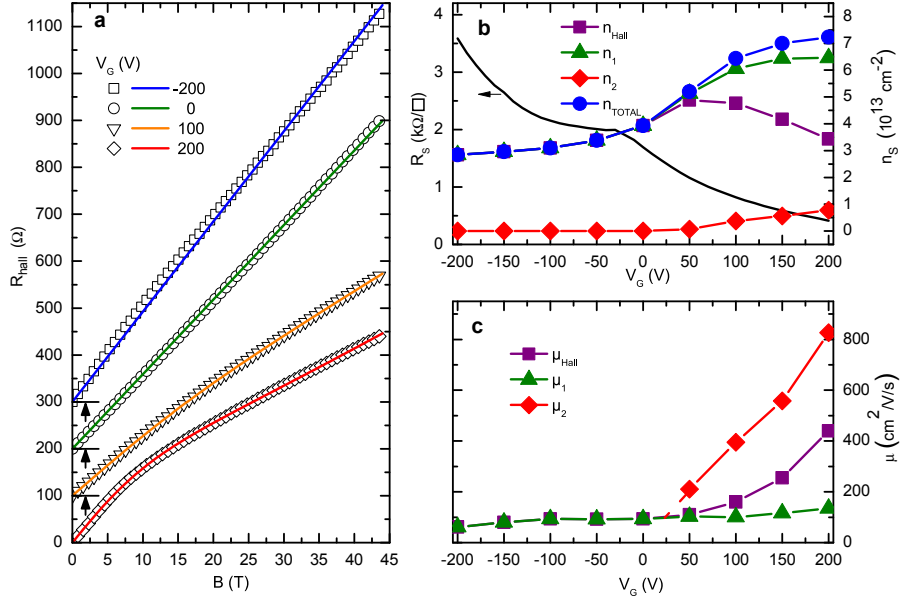 a
V_G (V)
-200
0
100
200
1100
1000
900
800
700
600
500
400
300
200
100
0
R_hall (Ω)
0 5 10 15 20 25 30 35 40 45
B (T)
b
n_Hall
n_1
n_2
n_TOTAL
4
3
2
1
0
R_S (kΩ/□)
8
7
6
5
4
3
2
1
0
n_S (10^13 cm^-2)
-200 -150 -100 -50 0 50 100 150 200
V_G (V)
c
μ_Hall
μ_1
μ_2
800
600
400
200
0
μ (cm^2/V/s)
-200 -150 -100 -50 0 50 100 150 200
V_G (V)